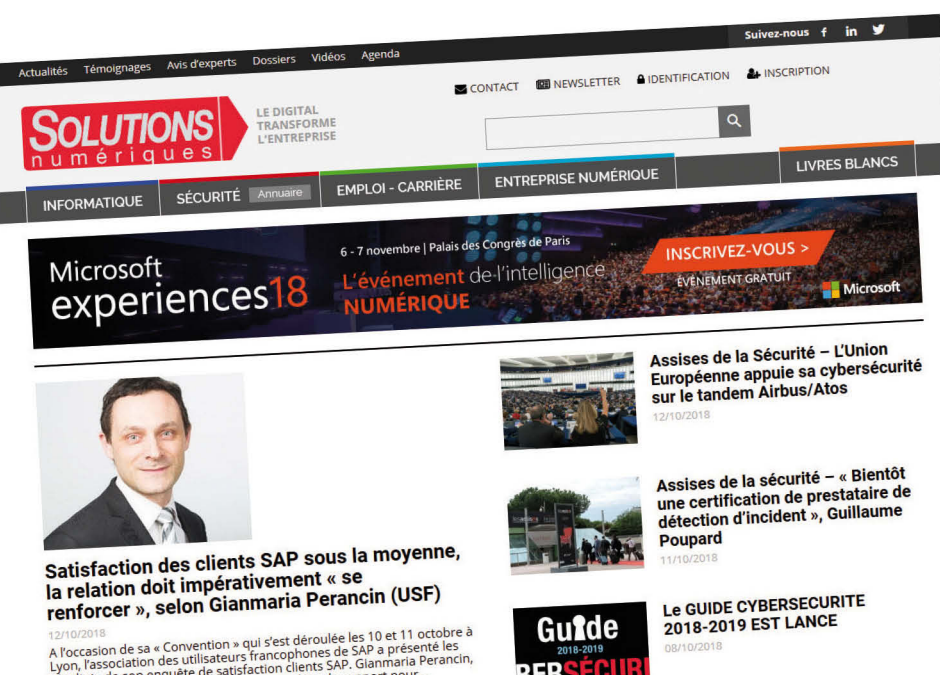 Suivez-nous
Actualités Témoignages Avis d'experts Dossiers Vidéos Agenda
CONTACT NEWSLETTER IDENTIFICATION INSCRIPTION
SOLUTIONS
numériques
LE DIGITAL
TRANSFORME
L'ENTREPRISE
INFORMATIQUE SÉCURITÉ Annuaire EMPLOI - CARRIÈRE ENTREPRISE NUMÉRIQUE LIVRES BLANCS
Microsoft
experiences18
6 - 7 novembre | Palais des Congrès de Paris
L'événement de l'intelligence
NUMÉRIQUE
INSCRIVEZ-VOUS >
ÉVÉNEMENT GRATUIT
Microsoft
Satisfaction des clients SAP sous la moyenne,
la relation doit impérativement « se
renforcer », selon Gianmaria Perancin (USF)
12/10/2018
A l'occasion de sa « Convention » qui s'est déroulée les 10 et 11 octobre à
Lyon, l'association des utilisateurs francophones de SAP a présenté les
de son enquête de satisfaction clients SAP. Gianmaria Perancin,
Assises de la Sécurité – L'Union
Européenne appuie sa cybersécurité
sur le tandem Airbus/Atos
12/10/2018
Assises de la sécurité – « Bientôt
une certification de prestataire de
détection d'incident », Guillaume
Poupard
11/10/2018
Guide
2018-2019
Le GUIDE CYBERSECURITE
2018-2019 EST LANCE
08/10/2018